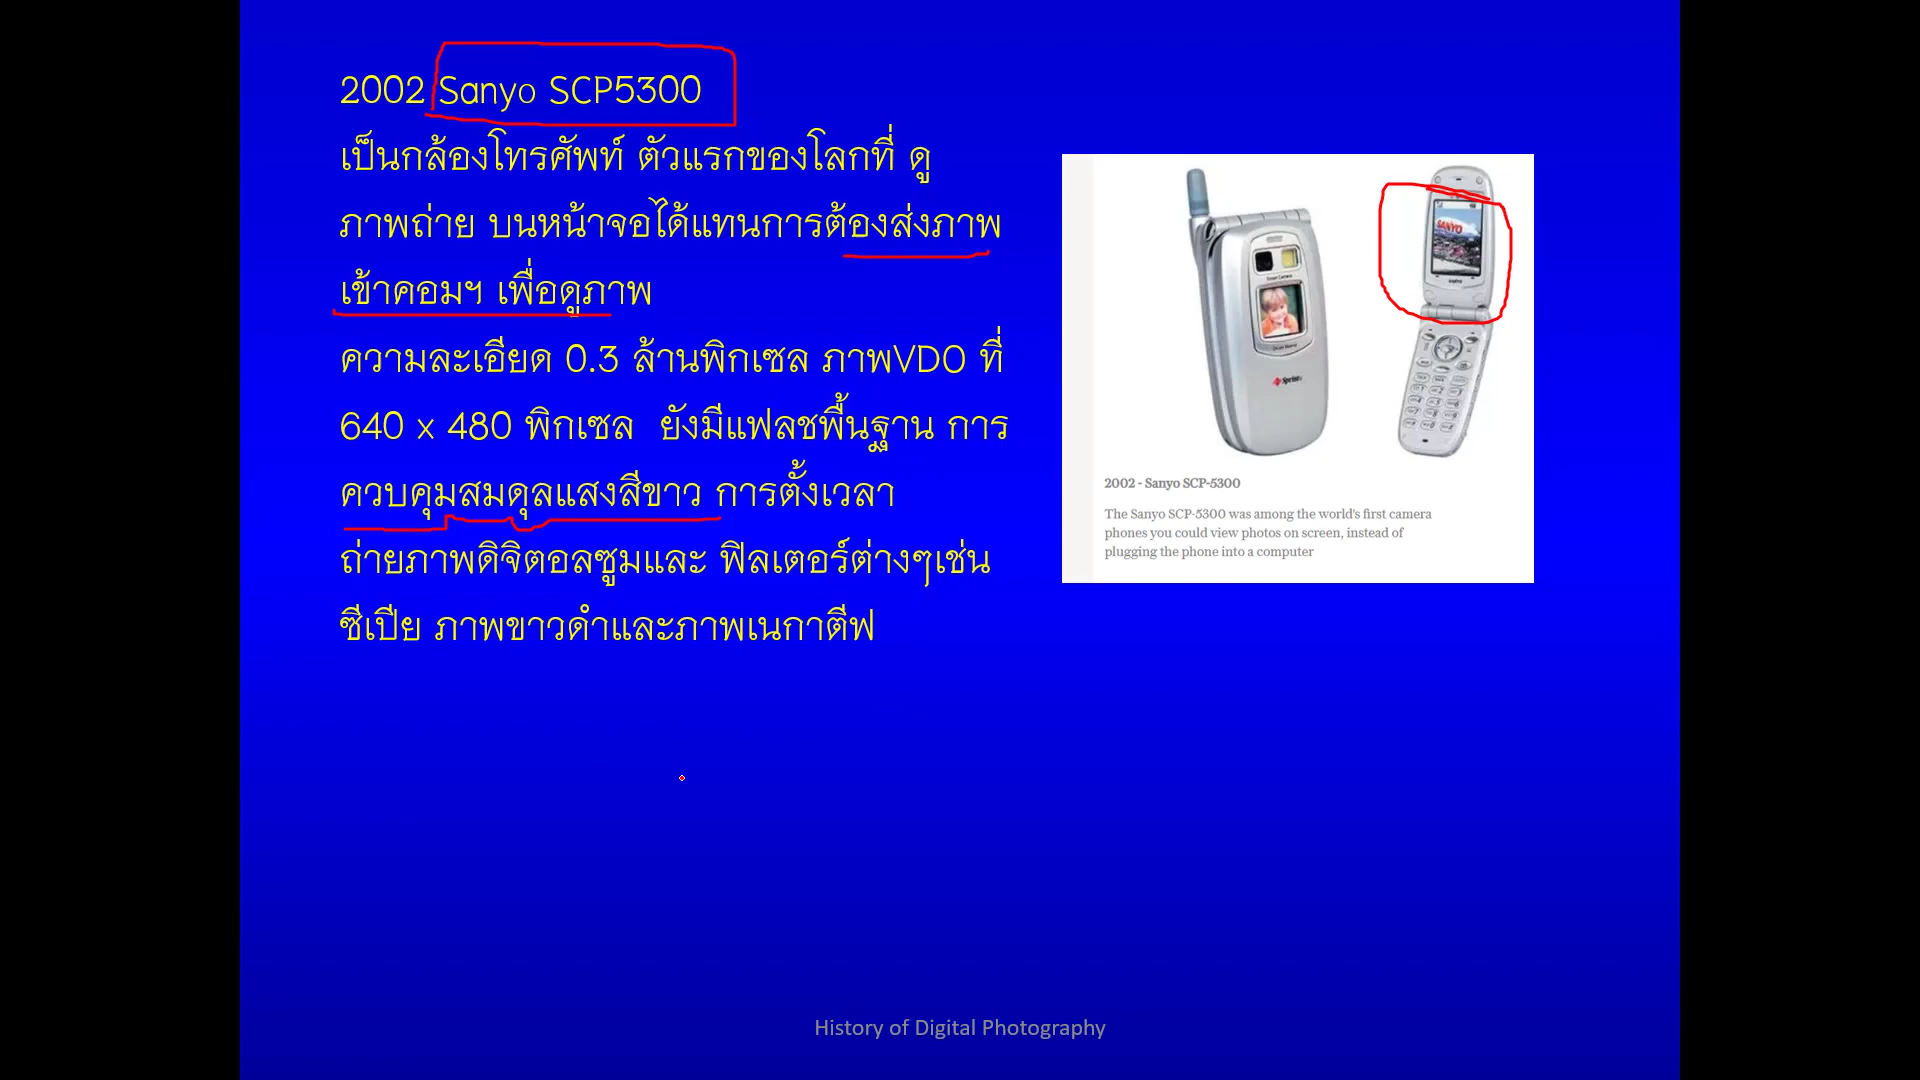 2002 Sanyo SCP5300
เป็นกล้องโทรศัพท์ ตัวแรกของโลกที่ ดู
ภาพถ่าย บนหน้าจอได้แทนการต้องส่งภาพ
เข้าคอมฯ เพื่อดูภาพ
ความละเอียด 0.3 ล้านพิกเซล ภาพVDO ที่
640 x 480 พิกเซล ยังมีแฟลชพื้นฐาน การ
ควบคุมสมดุลแสงสีขาว การตั้งเวลา
ถ่ายภาพดิจิตอลซูมและ ฟิลเตอร์ต่างๆเช่น
ซีเปีย ภาพขาวดำและภาพเนกาตีฟ
SANYO
Sprint
2002 - Sanyo SCP-5300
The Sanyo SCP-5300 was among the world's first camera
phones you could view photos on screen, instead of
plugging the phone into a computer
History of Digital Photography